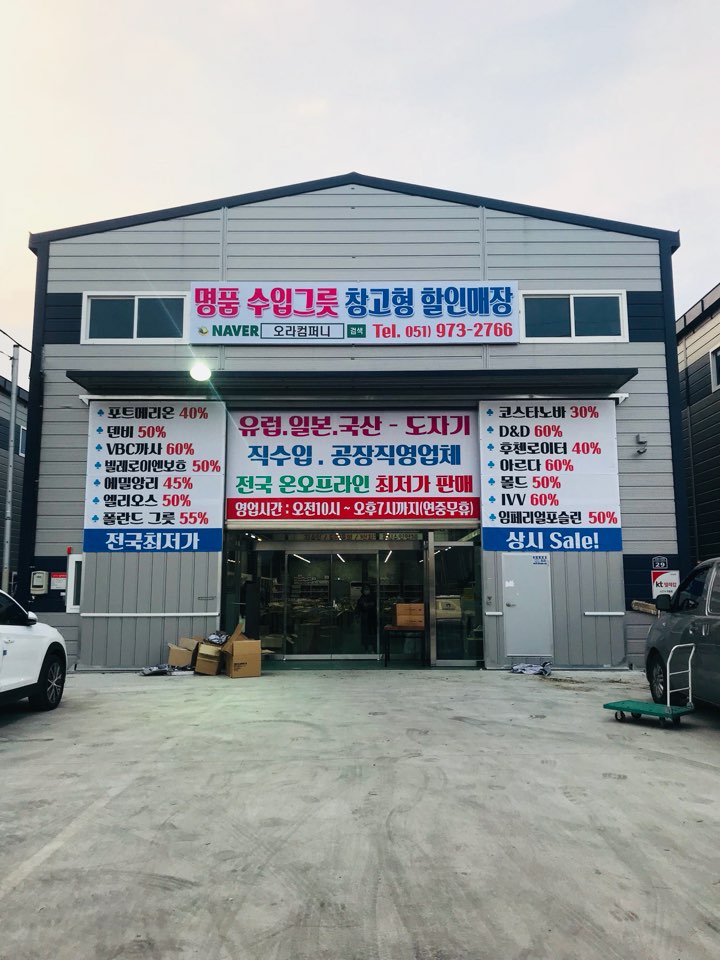 명품 수입그릇 창고형 할인매장
NAVER 오라컴퍼니 검색 Tel. 051) 973-2766
포트메리온 40%
덴비 50%
VBC까사 60%
빌레로이앤보흐 50%
에밀앙리 45%
엘리오스 50%
폴란드 그릇 55%
전국최저가
유럽.일본.국산 - 도자기
직수입 . 공장직영업체
전국 온오프라인 최저가 판매
영업시간 : 오전10시 ~ 오후7시까지(연중무휴)
코스타노바 30%
D&D 60%
후첸로이터 40%
아르다 60%
몰드 50%
IVV 60%
임페리얼포슬린 50%
상시 Sale!
29
kt 텔레캅